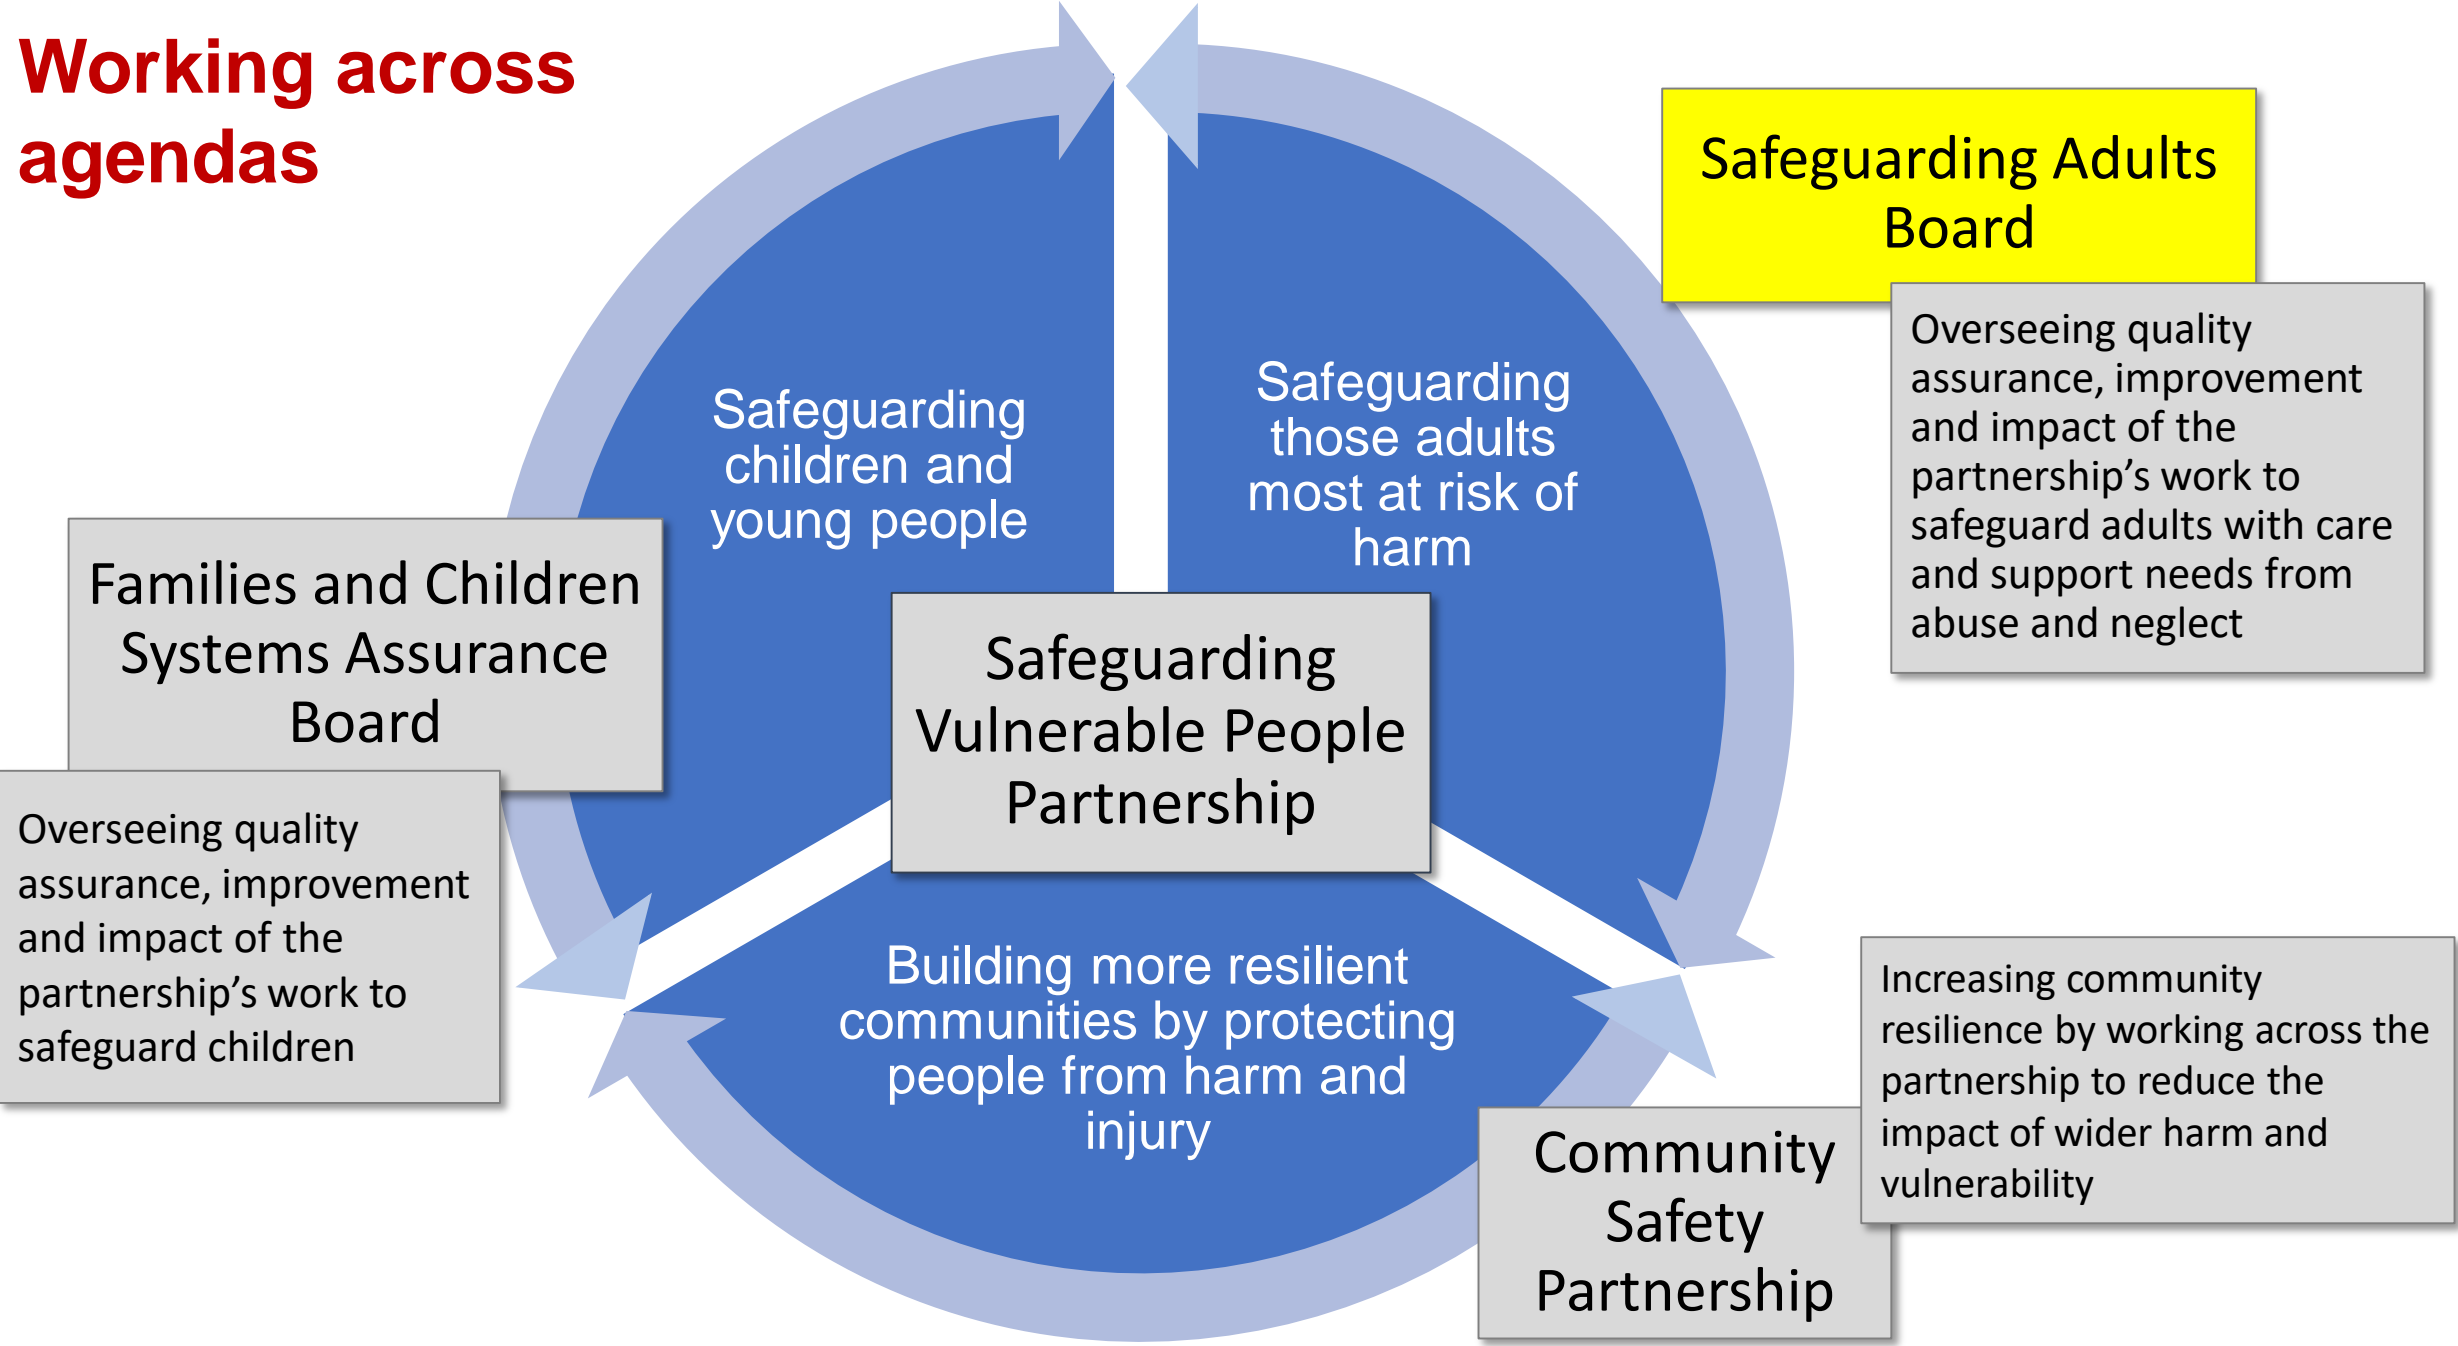 Working across
agendas
Safeguarding Adults
Board
Overseeing quality
assurance, improvement
and impact of the
partnership’s work to
safeguard adults with care
and support needs from
abuse and neglect
Safeguarding
children and
young people
Safeguarding
those adults
most at risk of
harm
Families and Children
Systems Assurance
Board
Overseeing quality
assurance, improvement
and impact of the
partnership’s work to
safeguard children
Safeguarding
Vulnerable People
Partnership
Building more resilient
communities by protecting
people from harm and
injury
Community
Safety
Partnership
Increasing community
resilience by working across the
partnership to reduce the
impact of wider harm and
vulnerability